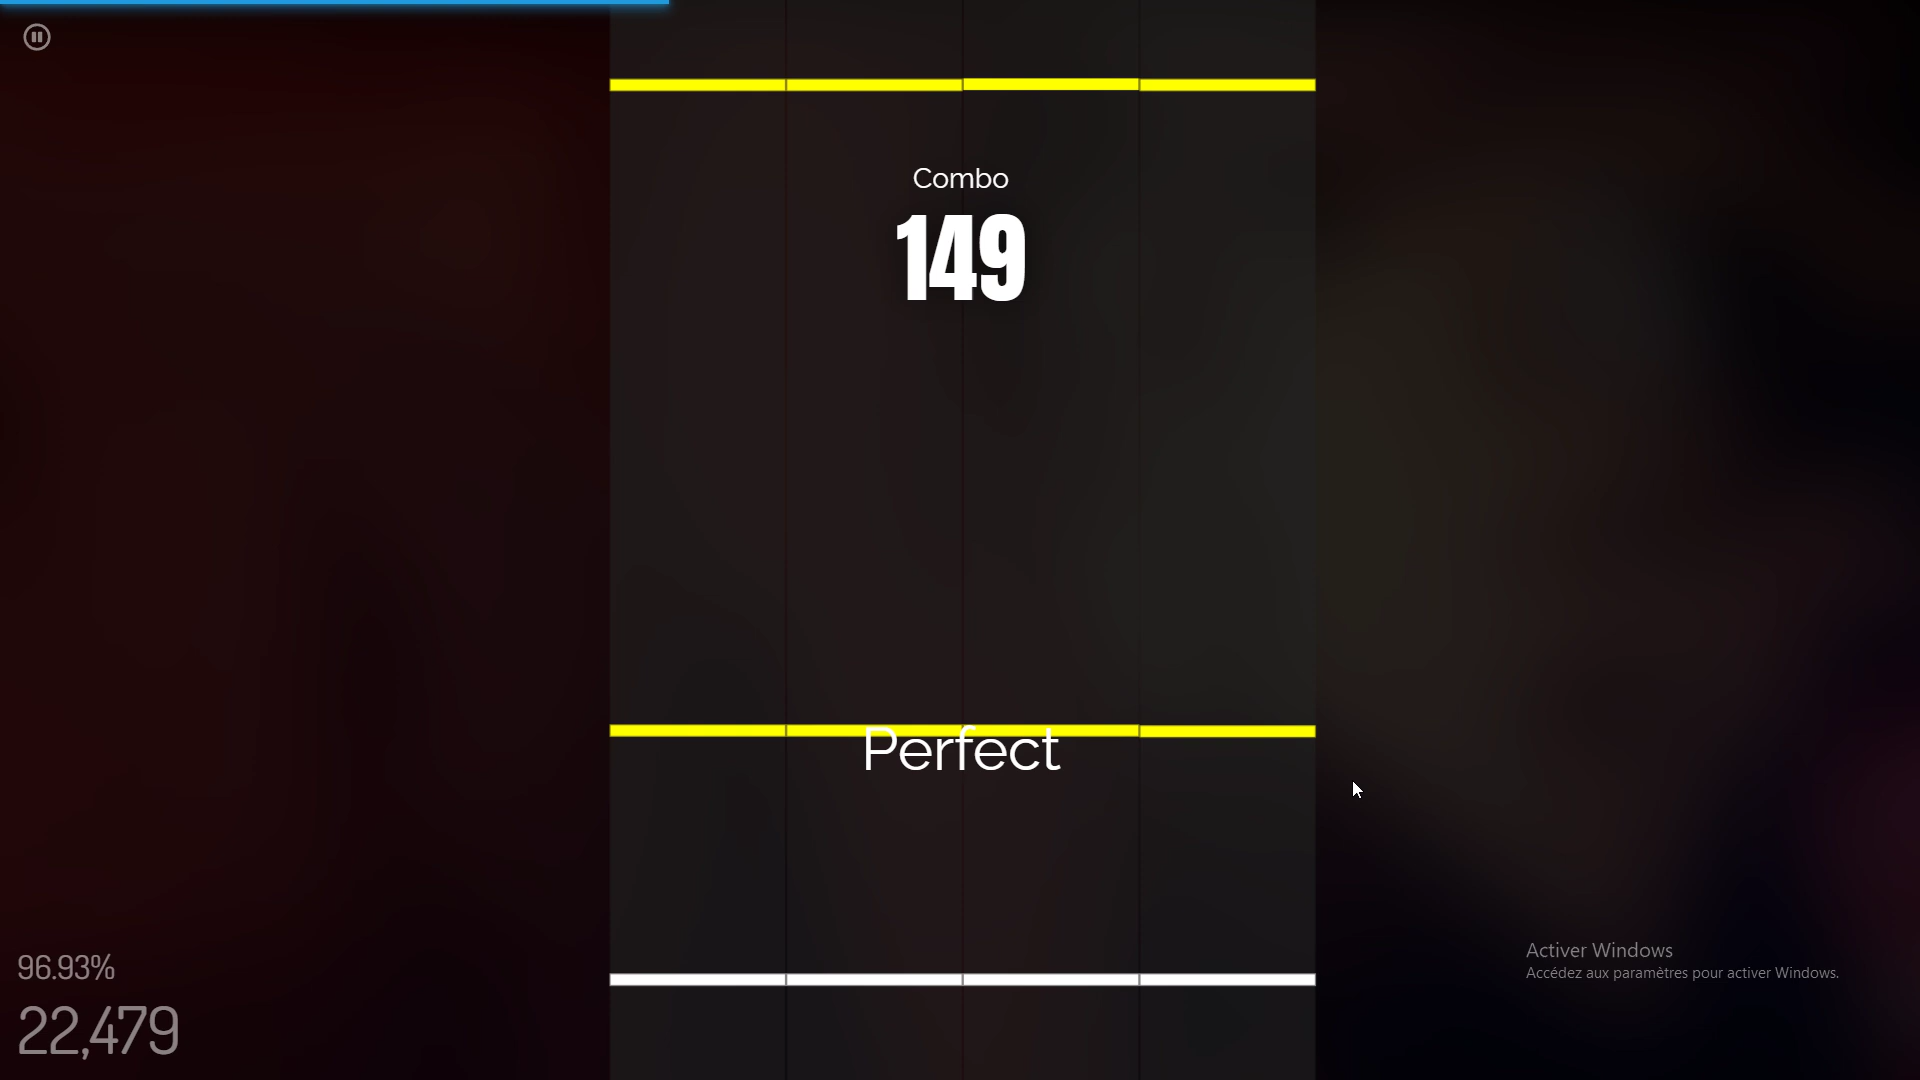 Combo
149
Perfect
96.93%
22,479
Activer Windows
Accédez aux paramètres pour activer Windows.